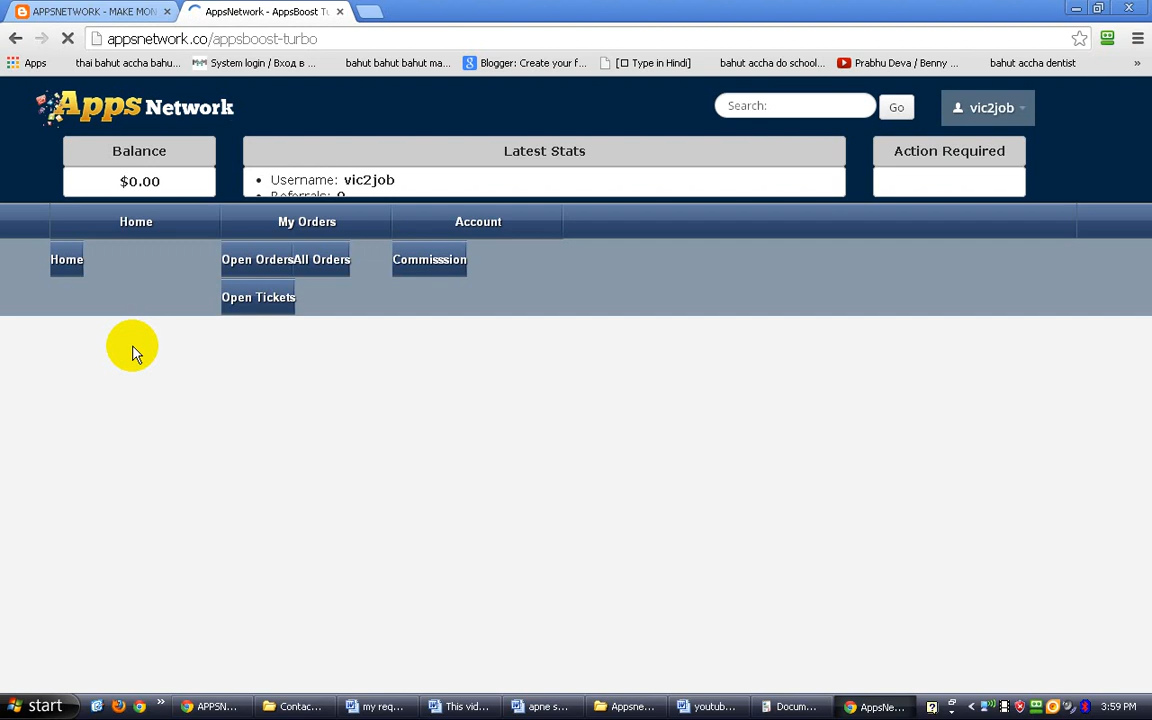 APPSNETWORK - MAKE MON
AppsNetwork - AppsBoost Tu
appsnetwork.co/appsboost-turbo
Apps
thai bahut accha bahu...
System login / Вход в ...
bahut bahut bahut ma...
Blogger: Create your f...
[☐ Type in Hindi]
bahut accha do school...
Prabhu Deva / Benny ...
bahut accha dentist
»
Apps Network
Search:
Go
vic2job
Balance
Latest Stats
Action Required
$0.00
• Username: vic2job
• Referrals: 0
Home
My Orders
Account
Home
Open Orders All Orders
Commisssion
Open Tickets
start
»
APPSN...
Contac...
my req...
This vid...
apne s...
Appsne...
youtub...
Docum...
AppsNe...
3:59 PM